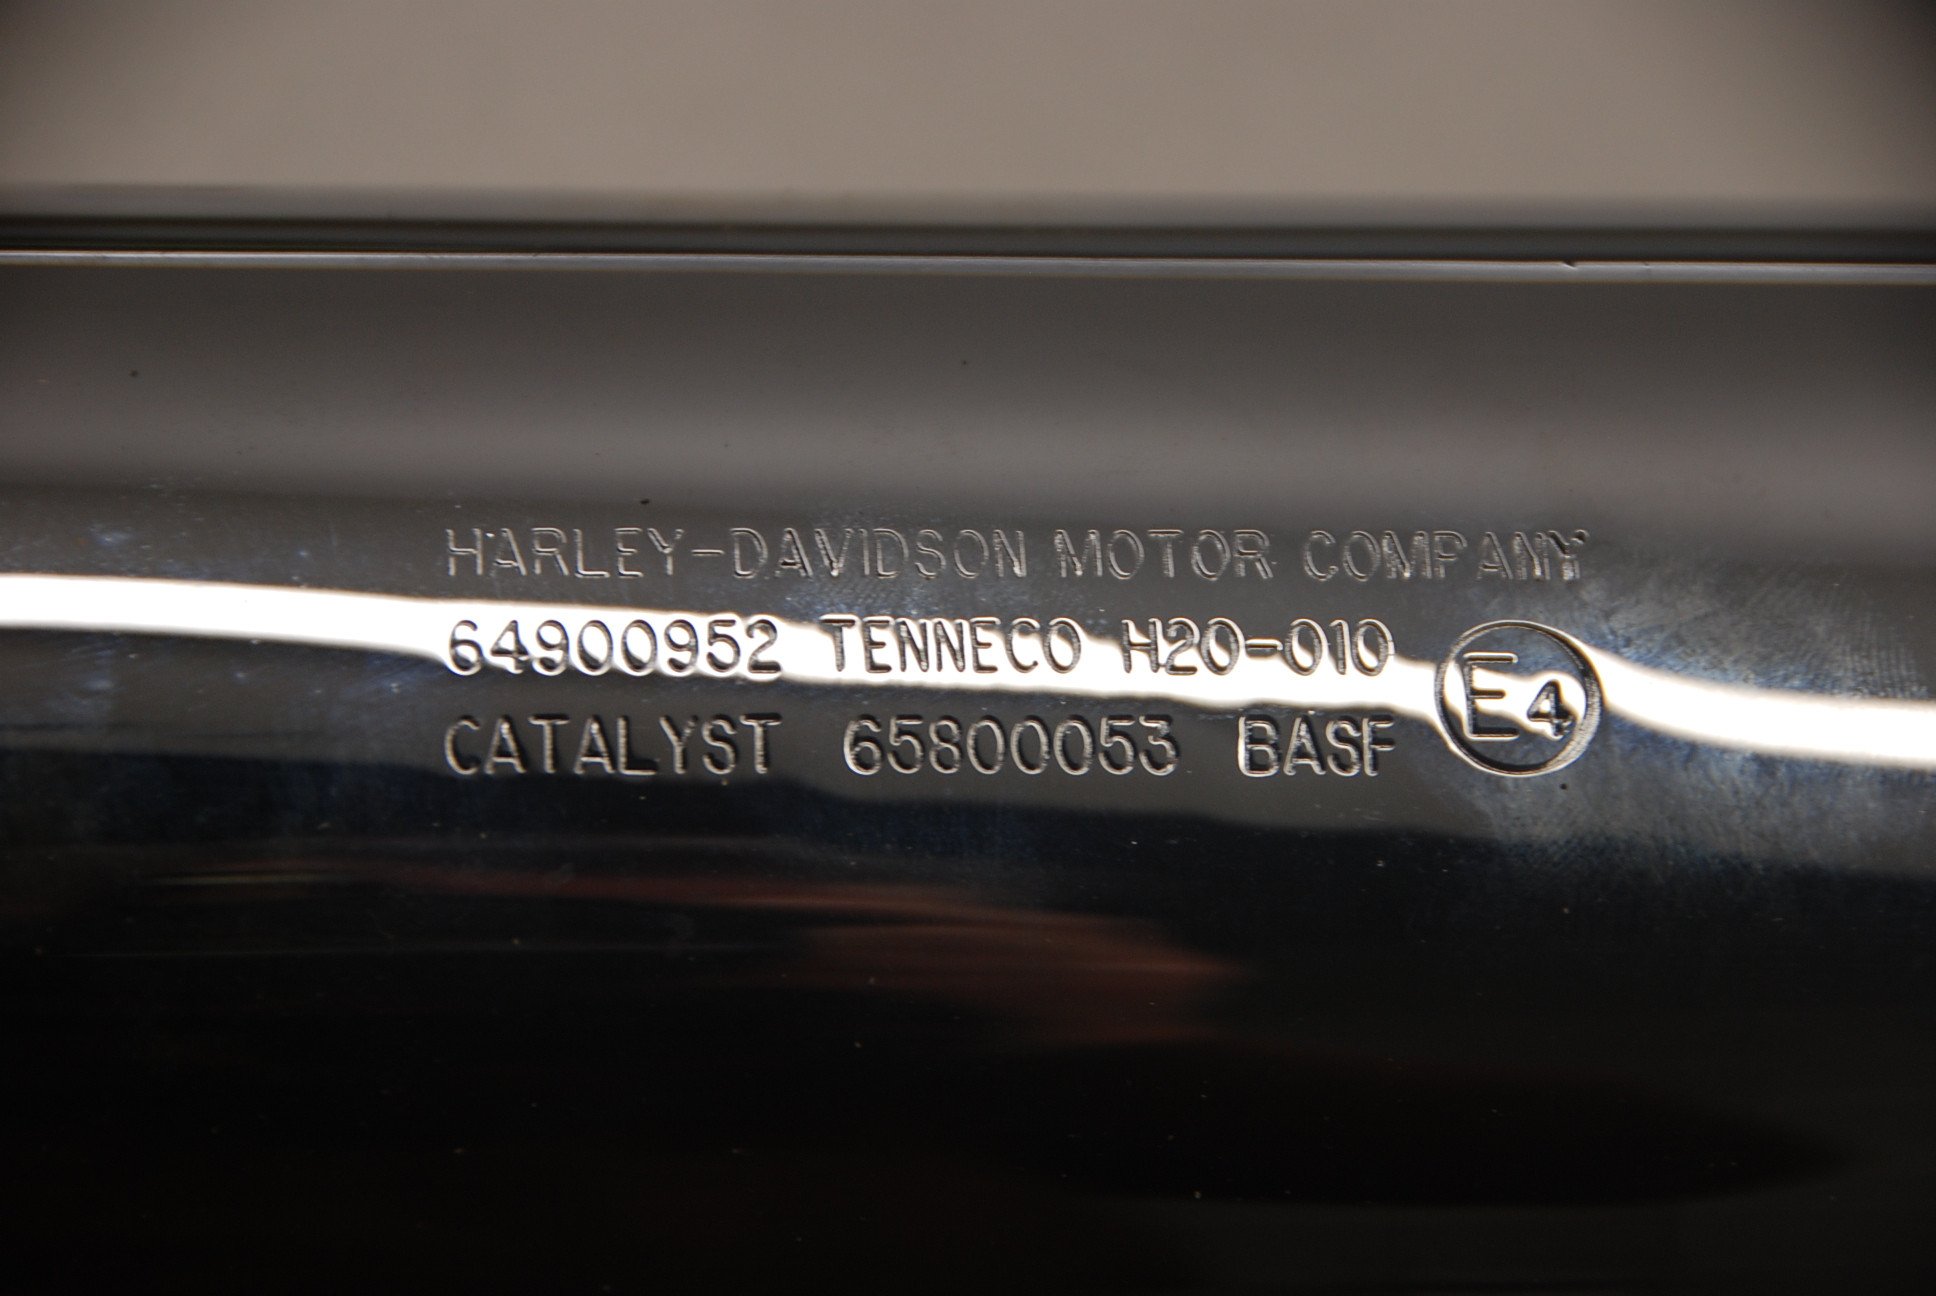 HARLEY-DAVIDSON MOTOR COMPANY
64900952 TENNECO H20-010
E4
CATALYST 65800053 BASF